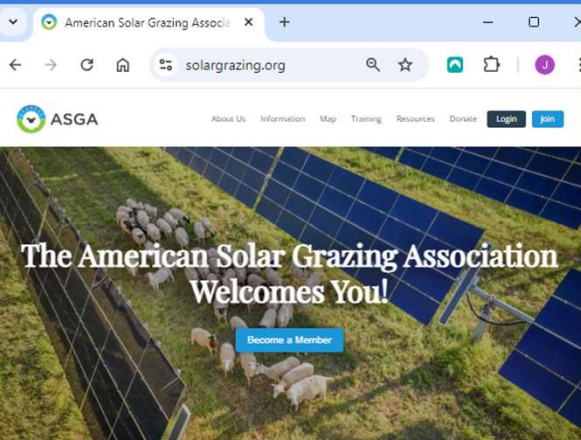 American Solar Grazing Associa
solargrazing.org
J
ASGA
About Us Information Map Training Resources Donate Login Join
The American Solar Grazing Association
Welcomes You!
Become a Member